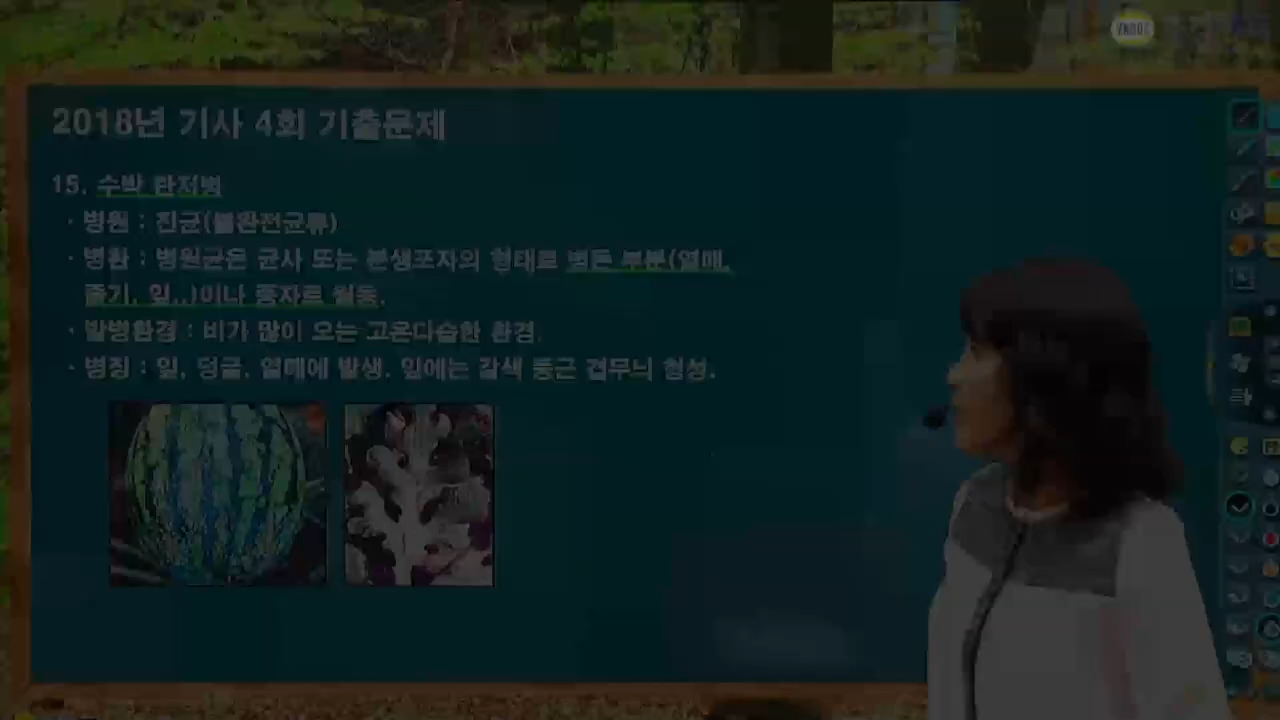 2018년 기사 4회 기출문제
15. 수박 탄저병
· 병원 : 진균(불완전균류)
· 병환 : 병원균은 균사 또는 분생포자의 형태로 병든 부분(열매,
줄기, 잎..)이나 종자로 월동.
· 발병환경 : 비가 많이 오는 고온다습한 환경.
· 병징 : 잎, 덩굴, 열매에 발생. 잎에는 갈색 둥근 겹무늬 형성.